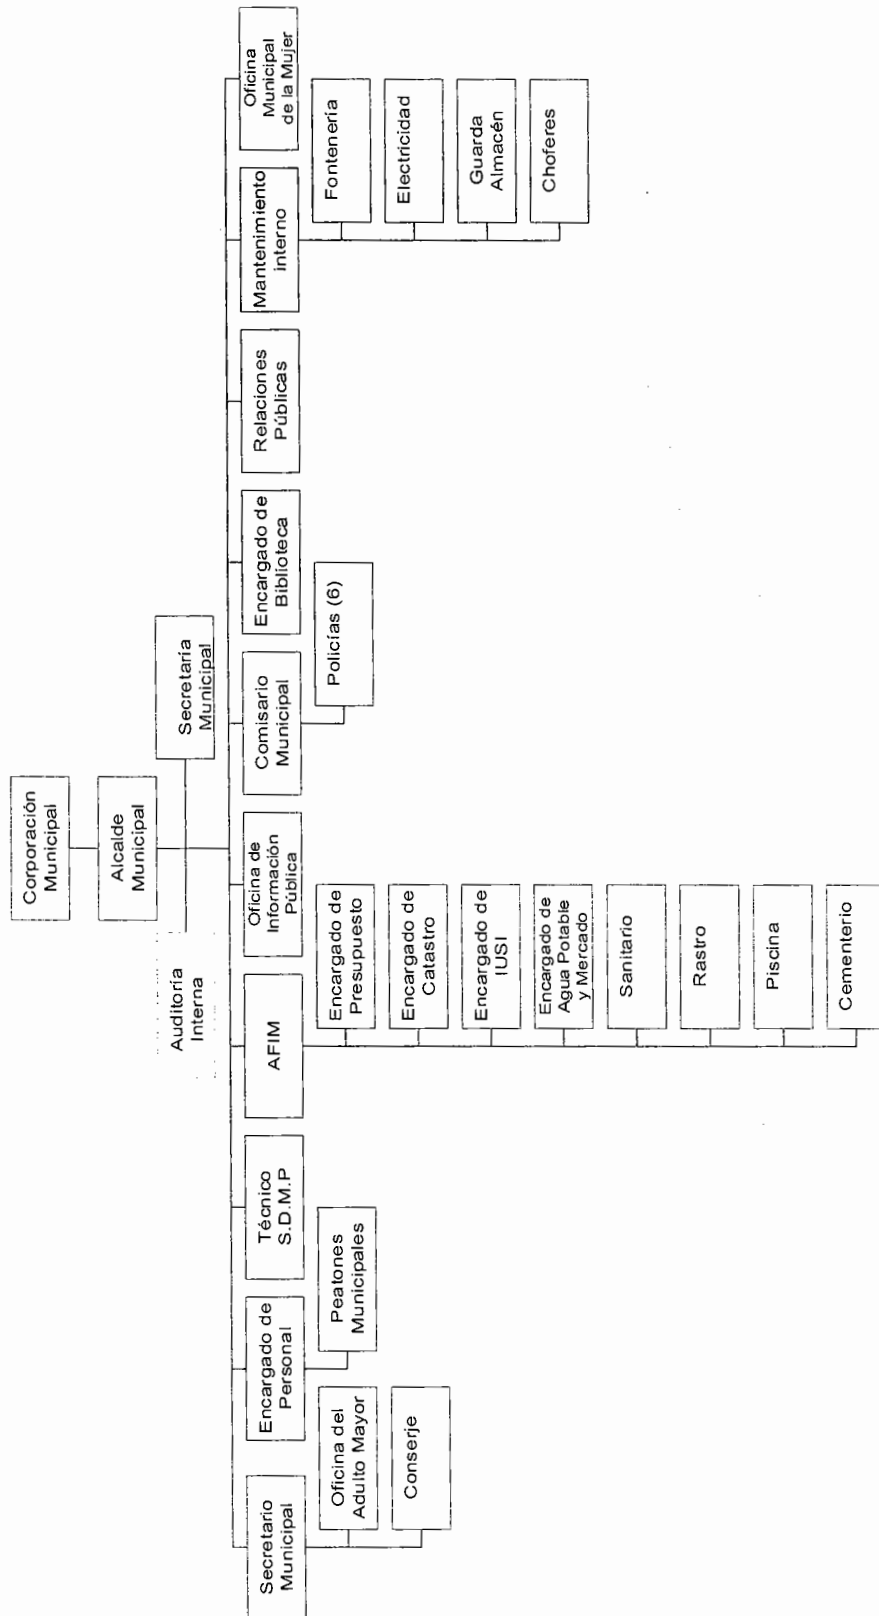 Corporación
Municipal
Alcalde
Municipal
Auditoría
Interna
Secretaría
Municipal
Secretario
Municipal
Oficina del
Adulto Mayor
Conserje
Encargado de
Personal
Peatones
Municipales
Técnico
S.D.M.P
AFIM
Encargado de
Presupuesto
Encargado de
Catastro
Encargado de
IUSI
Encargado de
Agua Potable
y Mercado
Sanitario
Rastro
Piscina
Cementerio
Oficina de
Información
Pública
Comisario
Municipal
Policías (6)
Encargado de
Biblioteca
Relaciones
Públicas
Mantenimiento
interno
Fontenería
Electricidad
Guarda
Almacén
Choferes
Oficina
Municipal
de la Mujer